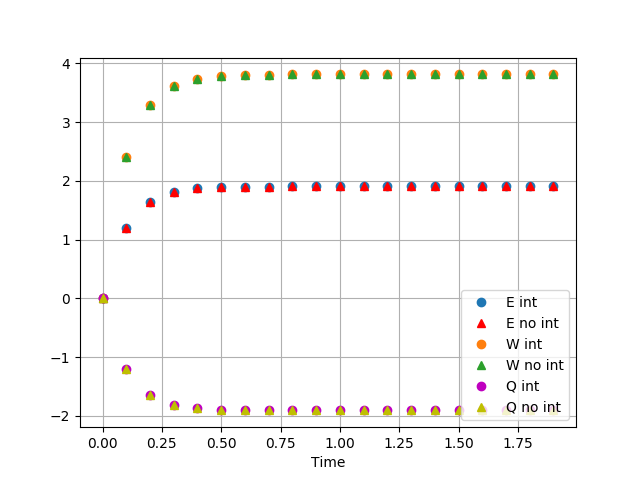 4
3
2
1
0
−1
−2
0.00 0.25 0.50 0.75 1.00 1.25 1.50 1.75
Time
E int
E no int
W int
W no int
Q int
Q no int